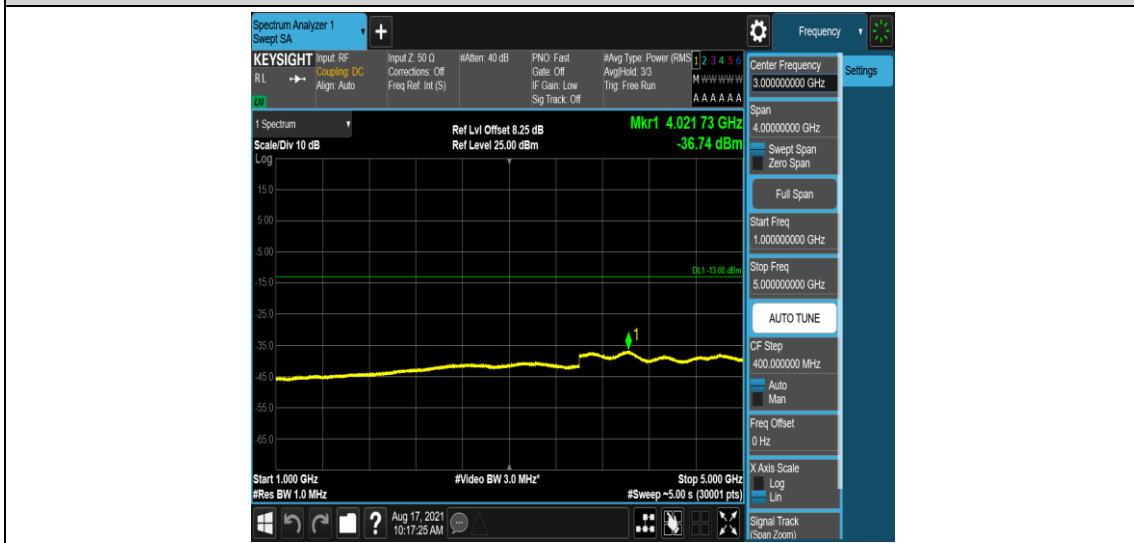 Spectrum Analyzer 1
Swept SA
+
Frequency
KEYSIGHT
RL
LXI
Input: RF
Coupling: DC
Align: Auto
Input Z: 50 Ω
Corrections: Off
Freq Ref: Int (S)
#Atten: 40 dB
PNO: Fast
Gate: Off
IF Gain: Low
Sig Track: Off
#Avg Type: Power (RMS
Avg|Hold: 3/3
Trig: Free Run
1 2 3 4 5 6
M W W W W W
A A A A A A
1 Spectrum
Scale/Div 10 dB
Ref Lvl Offset 8.25 dB
Ref Level 25.00 dBm
Mkr1 4.021 73 GHz
-36.74 dBm
Log
15.0
5.00
-5.00
-15.0
-25.0
-35.0
-45.0
-55.0
-65.0
DL1 -13.00 dBm
1
Start 1.000 GHz
#Res BW 1.0 MHz
#Video BW 3.0 MHz*
Stop 5.000 GHz
#Sweep ~5.00 s (30001 pts)
?
Aug 17, 2021
10:17:25 AM
Center Frequency
3.000000000 GHz
Settings
Span
4.00000000 GHz
Swept Span
Zero Span
Full Span
Start Freq
1.000000000 GHz
Stop Freq
5.000000000 GHz
AUTO TUNE
CF Step
400.000000 MHz
Auto
Man
Freq Offset
0 Hz
X Axis Scale
Log
Lin
Signal Track
(Span Zoom)